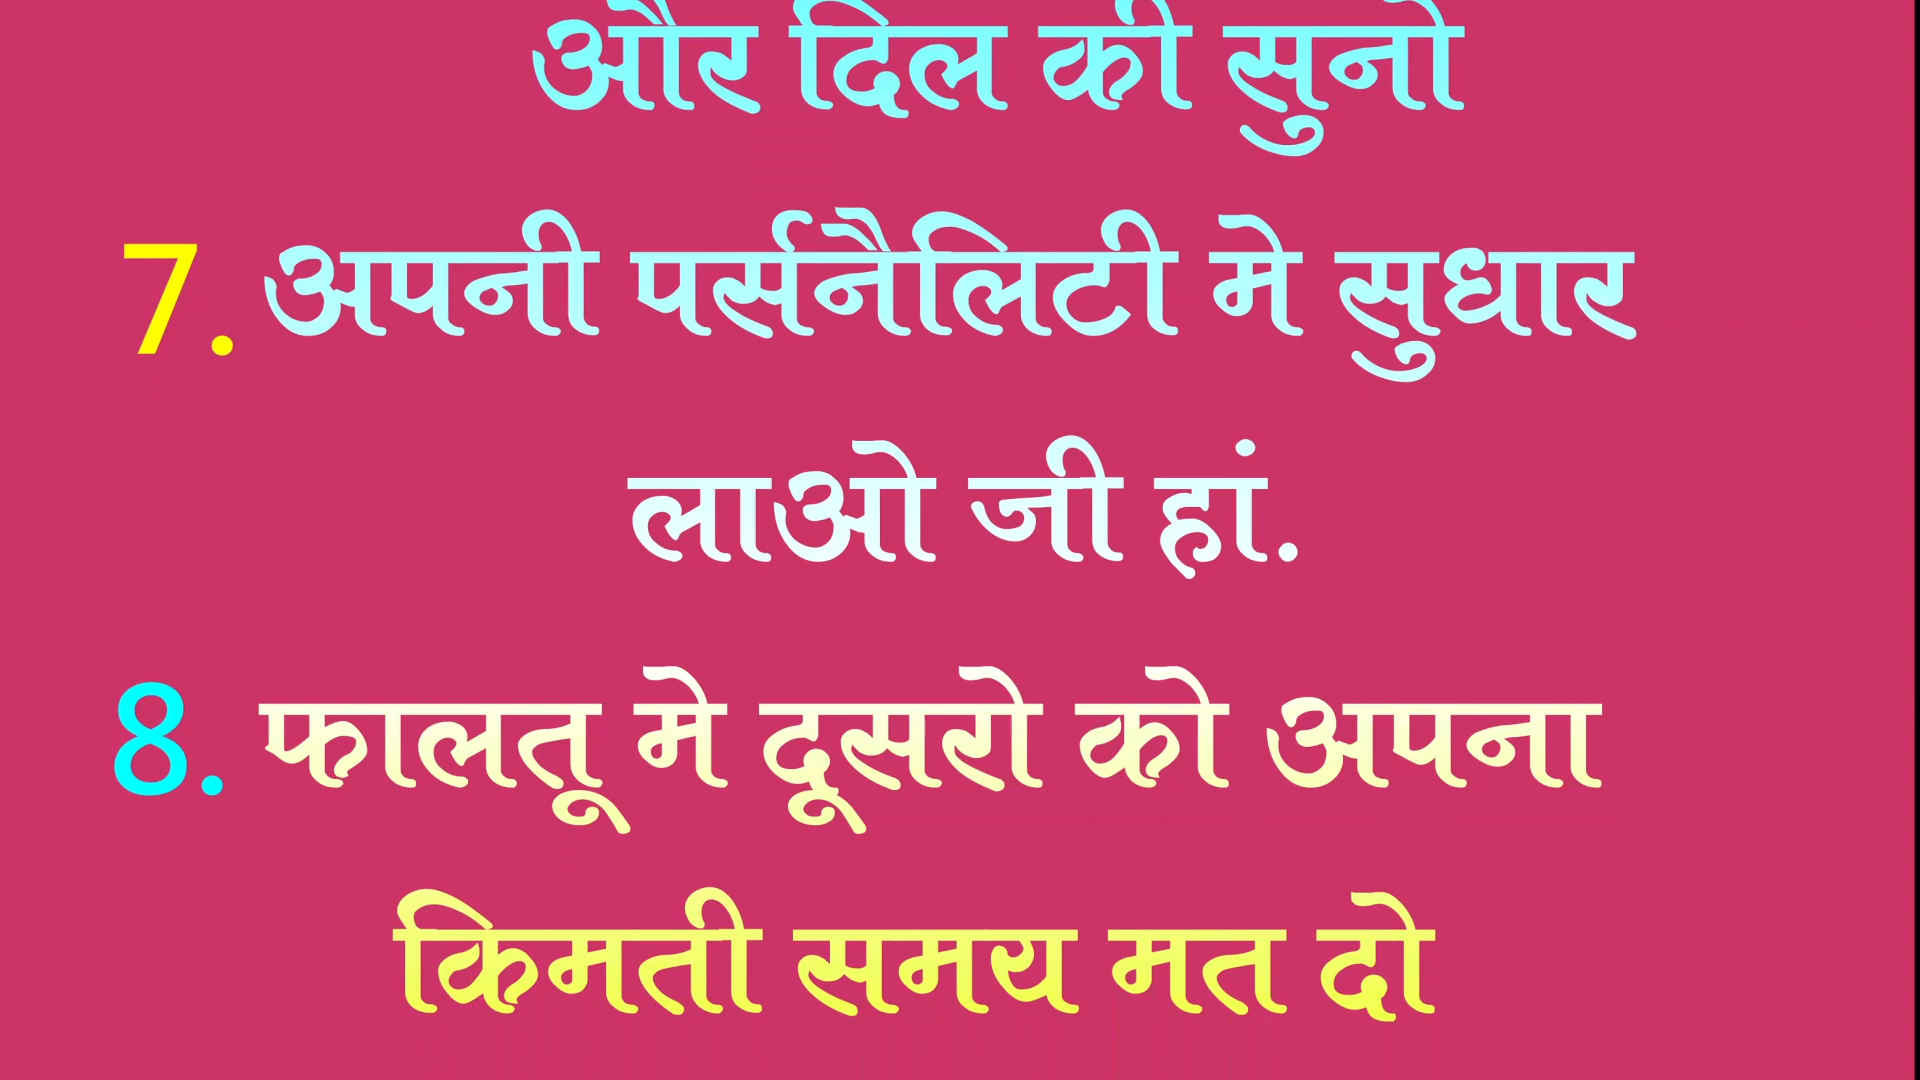 और दिल की सुनो
7. अपनी पर्सनैलिटी मे सुधार
लाओ जी हां.
8. फालतू मे दूसरो को अपना
किमती समय मत दो